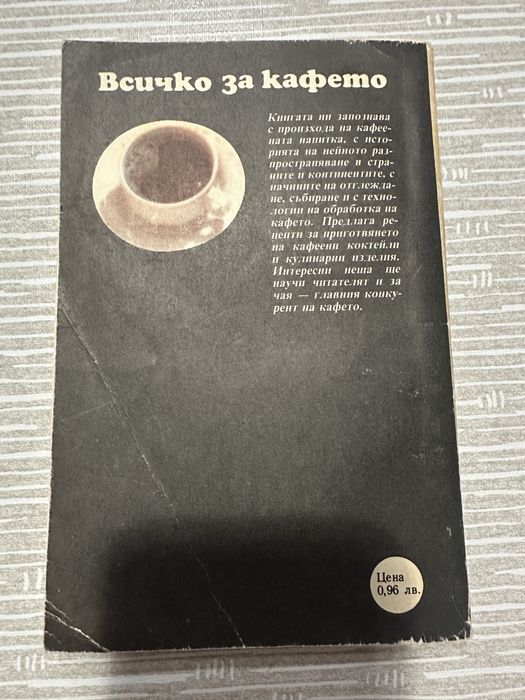 Всичко за кафето
Книгата ни запознава
с произхода на кафее-
ната напитка, с исто-
рията на нейното раз-
пространяване в стра-
ните и континентите, с
начините на отглежда-
не, събиране и с техно-
логии на обработка на
кафето. Предлага ре-
цепти за приготвянето
на кафеени коктейли
и кулинарни изделия.
Интересни неща ще
научи читателят и за
чая — главния конку-
рент на кафето.
Цена
0,96 лв.